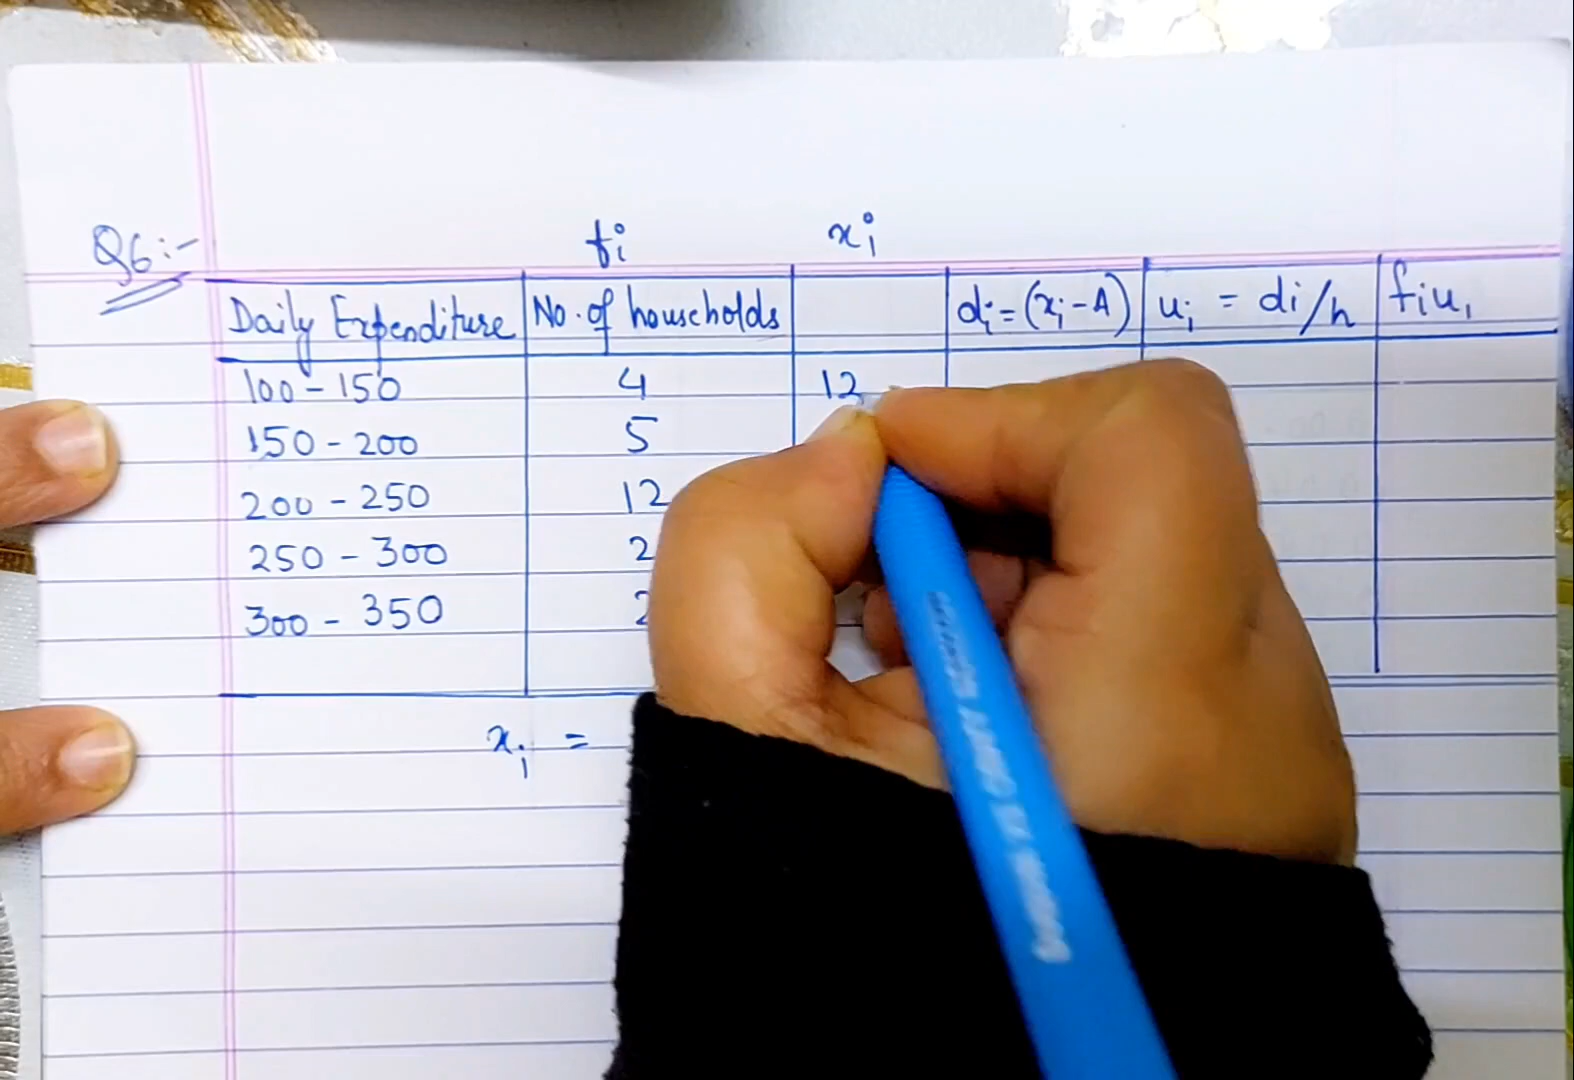 Q6:-
fi xi
Daily Expenditure No. of households di = (xi - A) ui = di/h fiui
100 - 150 4 12
150 - 200 5
200 - 250 12
250 - 300 2
300 - 350 2
xi =